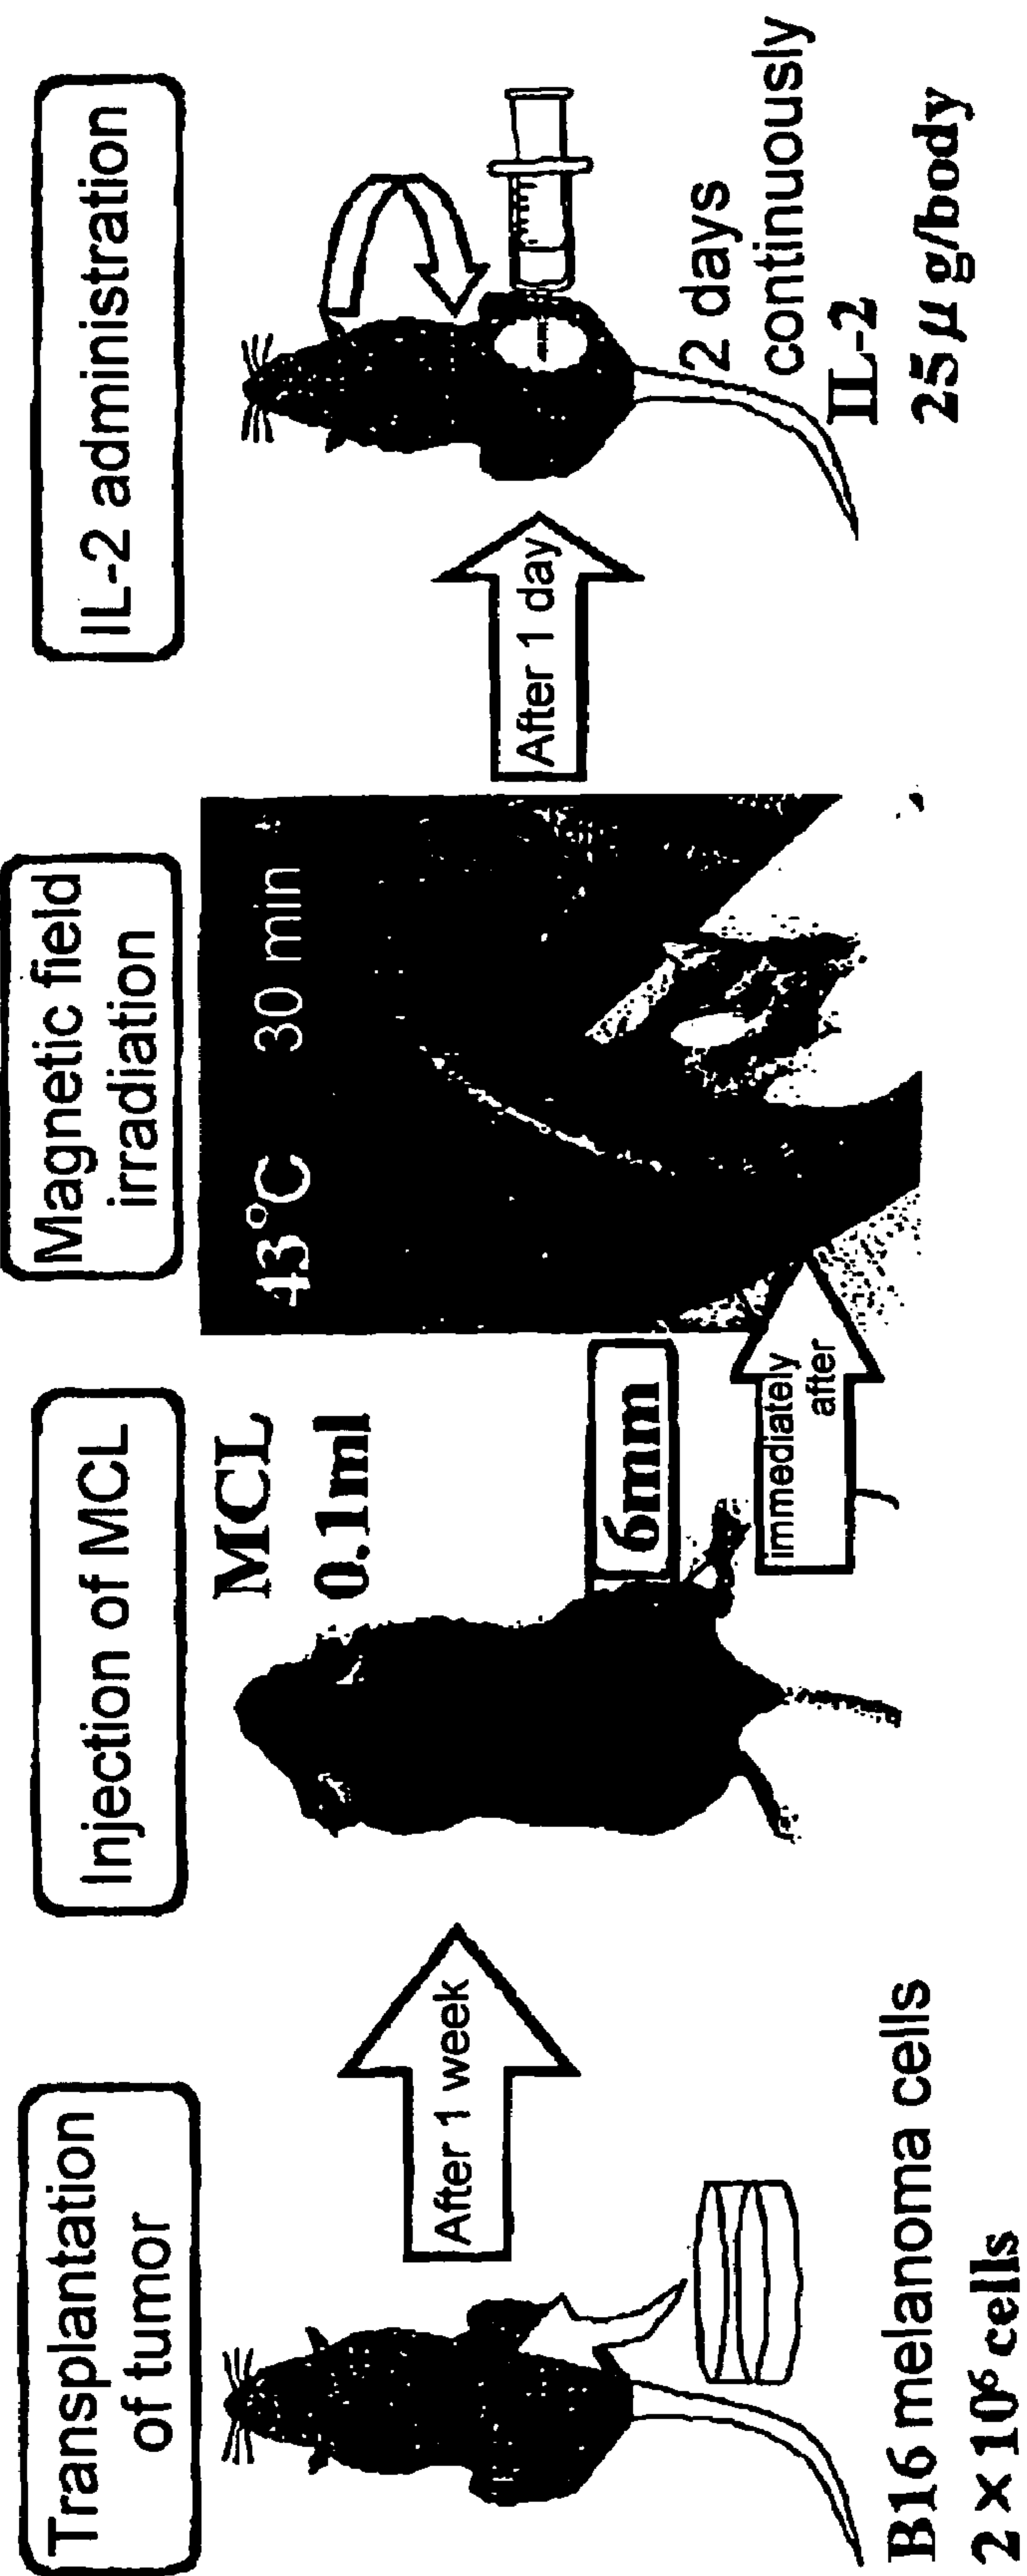 Transplantation
of tumor
B16 melanoma cells
2 × 10⁶ cells
After 1 week
Injection of MCL
MCL
0.1ml
6mm
immediately
after
Magnetic field
irradiation
43°C 30 min
After 1 day
IL-2 administration
2 days
continuously
IL-2
25 μ g/body